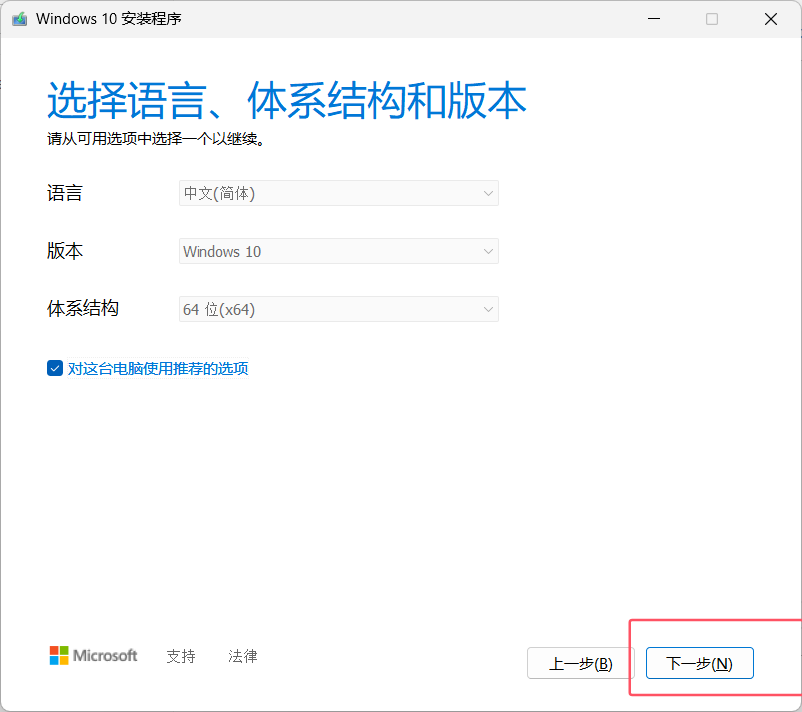 Windows 10 安装程序
选择语言、体系结构和版本
请从可用选项中选择一个以继续。
语言 中文(简体)
版本 Windows 10
体系结构 64 位(x64)
对这台电脑使用推荐的选项
Microsoft 支持 法律 上一步(B) 下一步(N)